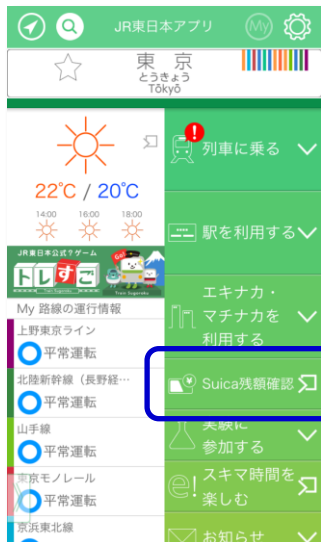 JR東日本アプリ
My
東 京
とうきょう
Tōkyō
22℃ / 20℃
14:00 16:00 18:00
JR東日本公式?ゲーム
トレすご
Go!
My 路線の運行情報
上野東京ライン
平常運転
北陸新幹線（長野経…
平常運転
山手線
平常運転
東京モノレール
平常運転
京浜東北線
列車に乗る
駅を利用する
エキナカ・
マチナカを
利用する
Suica残額確認
実験に
参加する
スキマ時間を
楽しむ
お知らせ